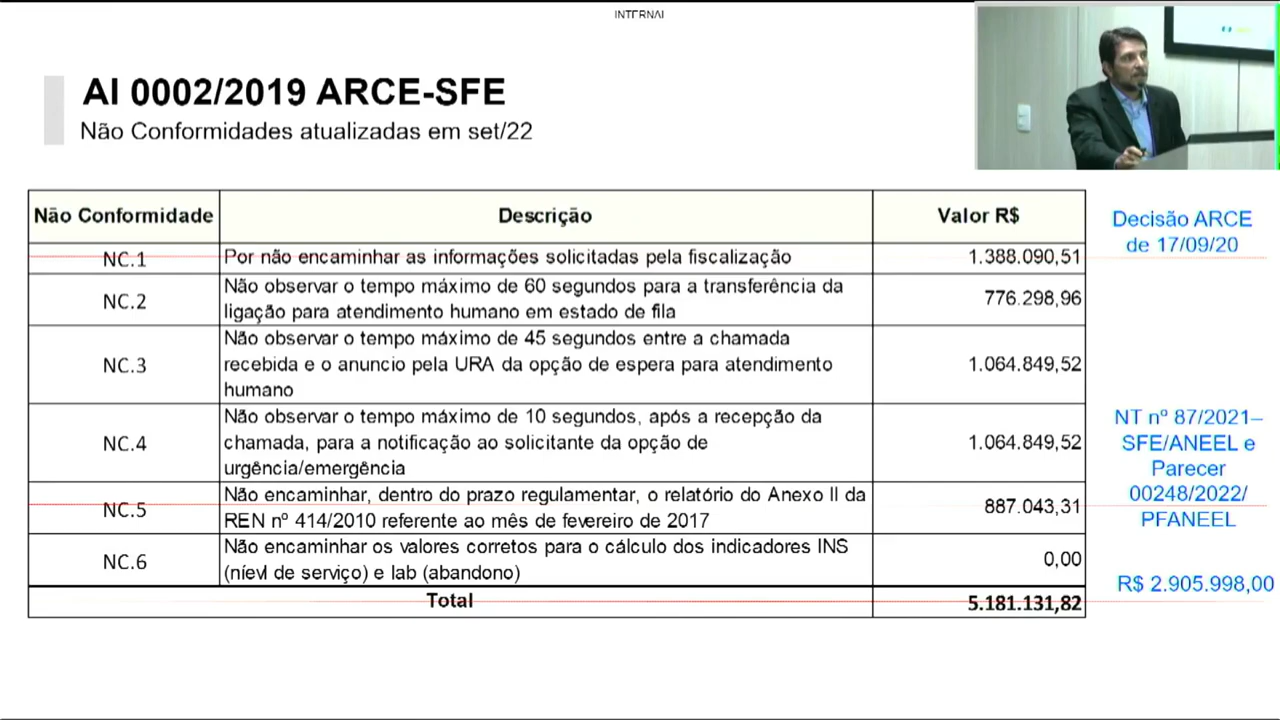 INTERNAL
AI 0002/2019 ARCE-SFE
Não Conformidades atualizadas em set/22
Não Conformidade Descrição Valor R$
NC.1 Por não encaminhar as informações solicitadas pela fiscalização 1.388.090,51
NC.2 Não observar o tempo máximo de 60 segundos para a transferência da
ligação para atendimento humano em estado de fila 776.298,96
NC.3 Não observar o tempo máximo de 45 segundos entre a chamada
recebida e o anuncio pela URA da opção de espera para atendimento
humano 1.064.849,52
NC.4 Não observar o tempo máximo de 10 segundos, após a recepção da
chamada, para a notificação ao solicitante da opção de
urgência/emergência 1.064.849,52
NC.5 Não encaminhar, dentro do prazo regulamentar, o relatório do Anexo II da
REN nº 414/2010 referente ao mês de fevereiro de 2017 887.043,31
NC.6 Não encaminhar os valores corretos para o cálculo dos indicadores INS
(níevl de serviço) e Iab (abandono) 0,00
Total 5.181.131,82
Decisão ARCE
de 17/09/20
NT nº 87/2021–
SFE/ANEEL e
Parecer
00248/2022/
PFANEEL
R$ 2.905.998,00